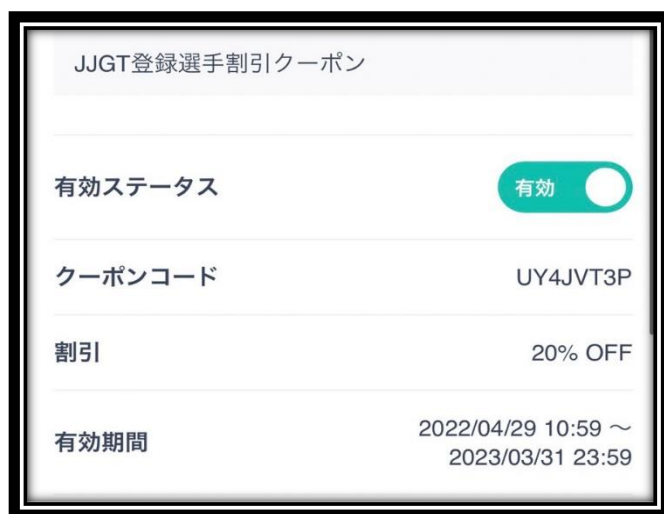 JJGT登録選手割引クーポン
有効ステータス
有効
クーポンコード
UY4JVT3P
割引
20% OFF
有効期間
2022/04/29 10:59 〜
2023/03/31 23:59